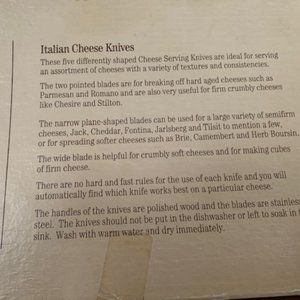 Italian Cheese Knives
These five differently shaped Cheese Serving Knives are ideal for serving
an assortment of cheeses with a variety of textures and consistencies.
The two pointed blades are for breaking off hard aged cheeses such as
Parmesan and Romano and are also very useful for firm crumbly cheeses
like Chesire and Stilton.
The narrow plane-shaped blades can be used for a large variety of semifirm
cheeses, Jack, Cheddar, Fontina, Jarlsberg and Tilsit to mention a few,
or for spreading softer cheeses such as Brie, Camembert and Herb Boursin.
The wide blade is helpful for crumbly soft cheeses and for making cubes
of firm cheese.
There are no hard and fast rules for the use of each knife and you will
automatically find which knife works best on a particular cheese.
The handles of the knives are polished wood and the blades are stainless
steel. The knives should not be put in the dishwasher or left to soak in
sink. Wash with warm water and dry immediately.